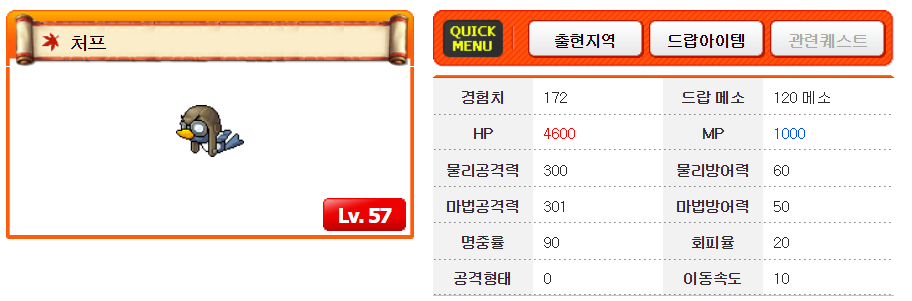 처프
Lv. 57
QUICK
MENU
출현지역
드랍아이템
관련퀘스트
경험치 172 드랍 메소 120 메소
HP 4600 MP 1000
물리공격력 300 물리방어력 60
마법공격력 301 마법방어력 50
명중률 90 회피율 20
공격형태 0 이동속도 10